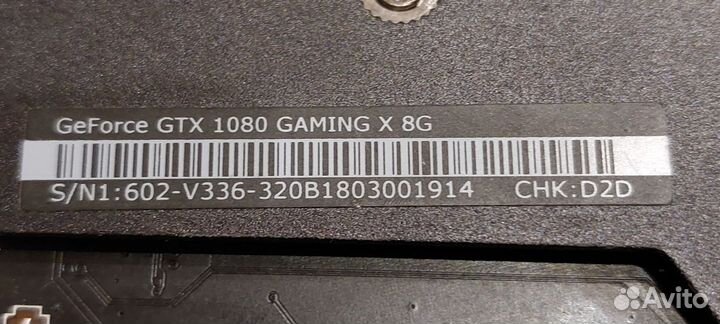 GeForce GTX 1080 GAMING X 8G
S/N1:602-V336-320B1803001914 CHK:D2D
Avito